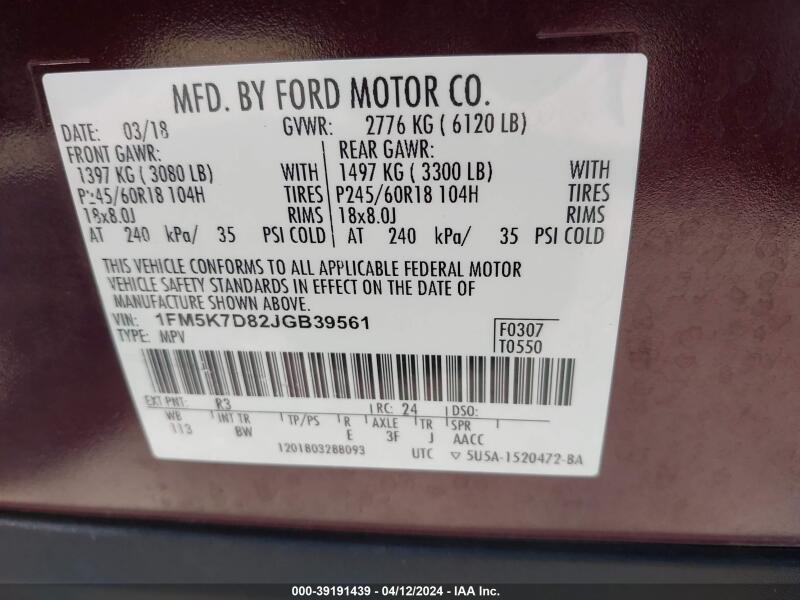 MFD. BY FORD MOTOR CO.
DATE: 03/18 GVWR: 2776 KG ( 6120 LB)
FRONT GAWR: REAR GAWR:
1397 KG ( 3080 LB) WITH 1497 KG ( 3300 LB) WITH
P245/60R18 104H TIRES P245/60R18 104H TIRES
18x8.0J RIMS 18x8.0J RIMS
AT 240 kPa/ 35 PSI COLD AT 240 kPa/ 35 PSI COLD
THIS VEHICLE CONFORMS TO ALL APPLICABLE FEDERAL MOTOR
VEHICLE SAFETY STANDARDS IN EFFECT ON THE DATE OF
MANUFACTURE SHOWN ABOVE.
VIN: 1FM5K7D82JGB39561 F0307
TYPE: MPV T0550
EXT PNT: R3 RC: 24 DSO:
WB INT TR TP/PS R AXLE TR SPR
113 BW E 3F J AACC
1201803288093 UTC ▽ 5U5A-1520472-BA
000-39191439 - 04/12/2024 - IAA Inc.